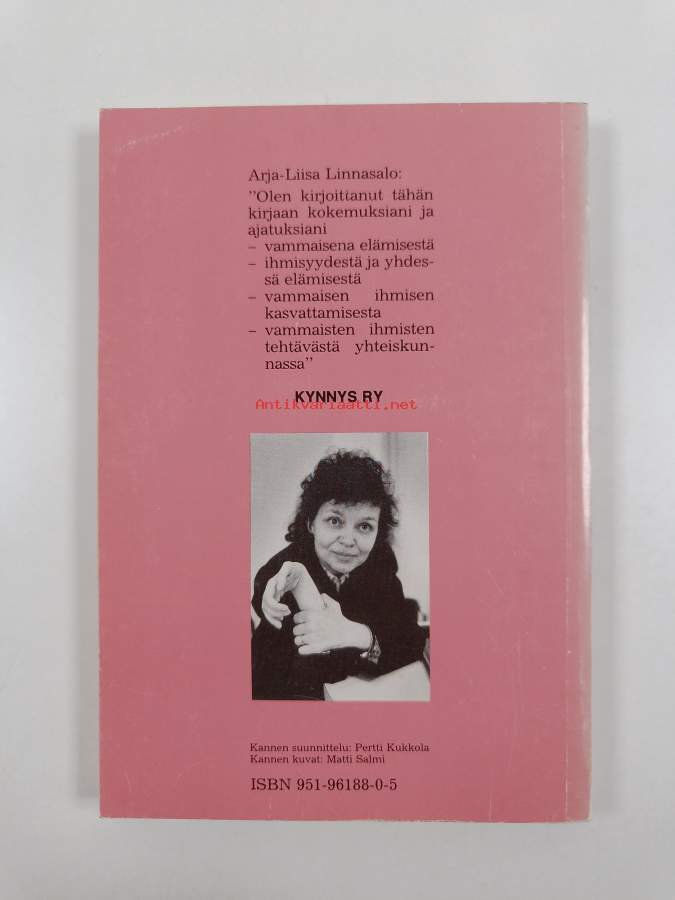 Arja-Liisa Linnasalo:
”Olen kirjoittanut tähän
kirjaan kokemuksiani ja
ajatuksiani
– vammaisena elämisestä
– ihmisyydestä ja yhdes-
sä elämisestä
– vammaisen ihmisen
kasvattamisesta
– vammaisten ihmisten
tehtävästä yhteiskun-
nassa”
KYNNYS RY
Antikvariaatti.net
Kannen suunnittelu: Pertti Kukkola
Kannen kuvat: Matti Salmi
ISBN 951-96188-0-5